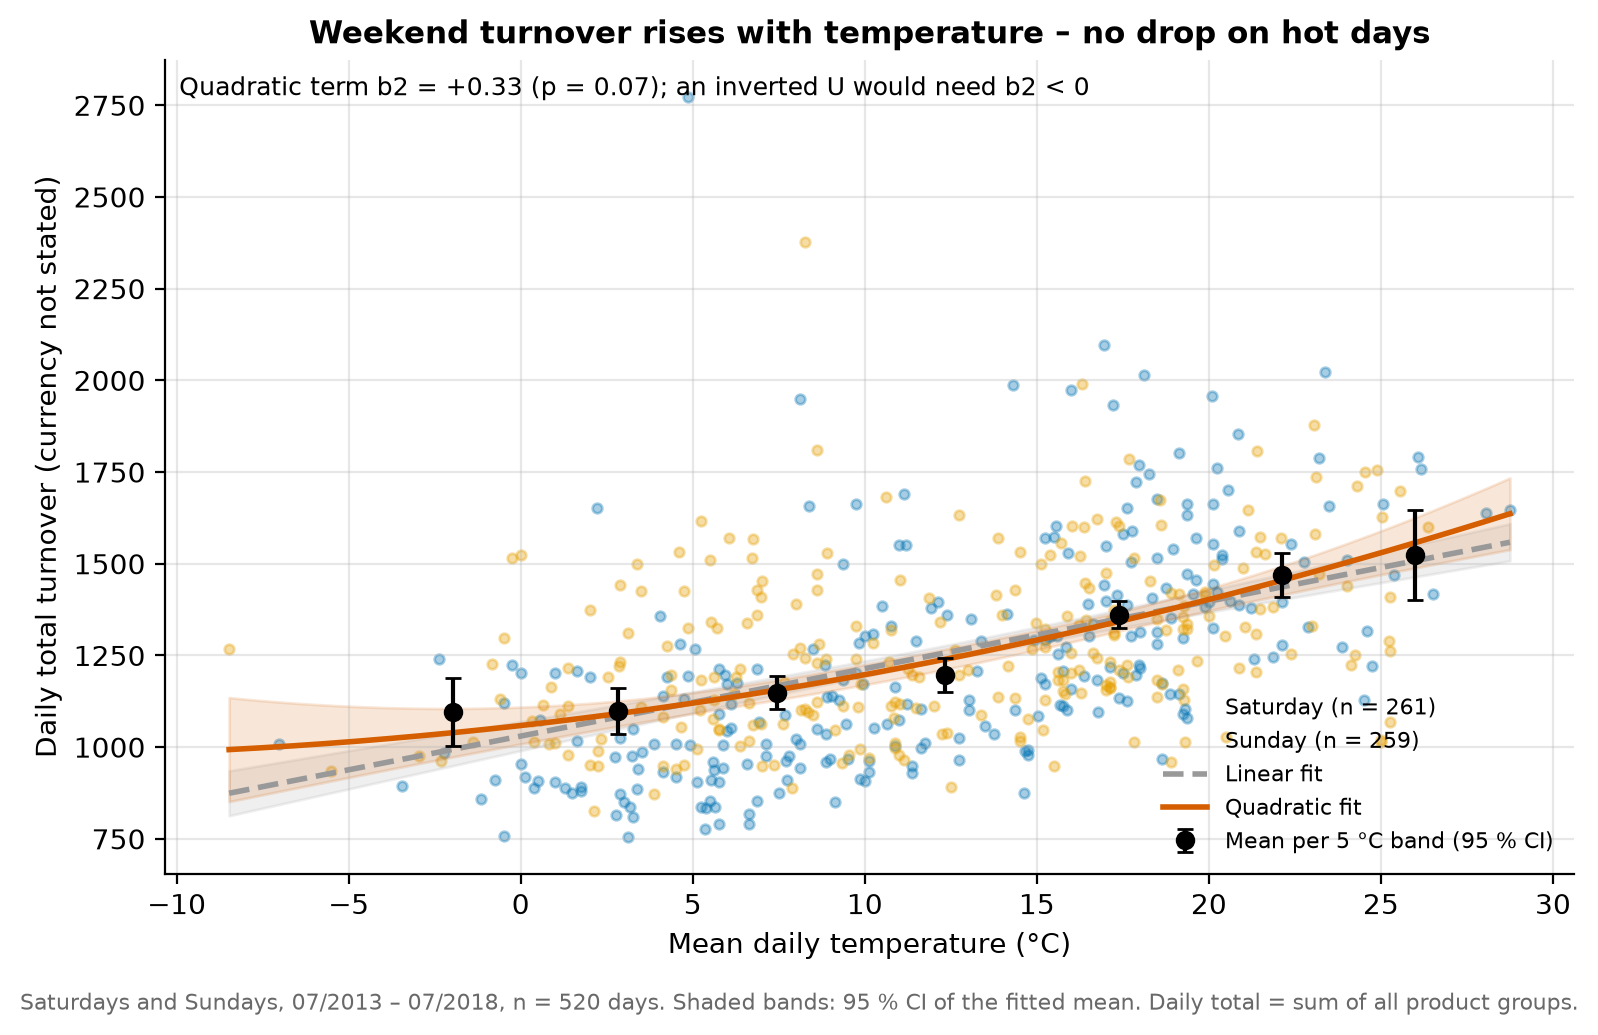 Weekend turnover rises with temperature – no drop on hot days
Quadratic term b2 = +0.33 (p = 0.07); an inverted U would need b2 < 0
Daily total turnover (currency not stated)
2750
2500
2250
2000
1750
1500
1250
1000
750
Saturday (n = 261)
Sunday (n = 259)
Linear fit
Quadratic fit
Mean per 5 °C band (95 % CI)
−10
−5
0
5
10
15
20
25
30
Mean daily temperature (°C)
Saturdays and Sundays, 07/2013 – 07/2018, n = 520 days. Shaded bands: 95 % CI of the fitted mean. Daily total = sum of all product groups.